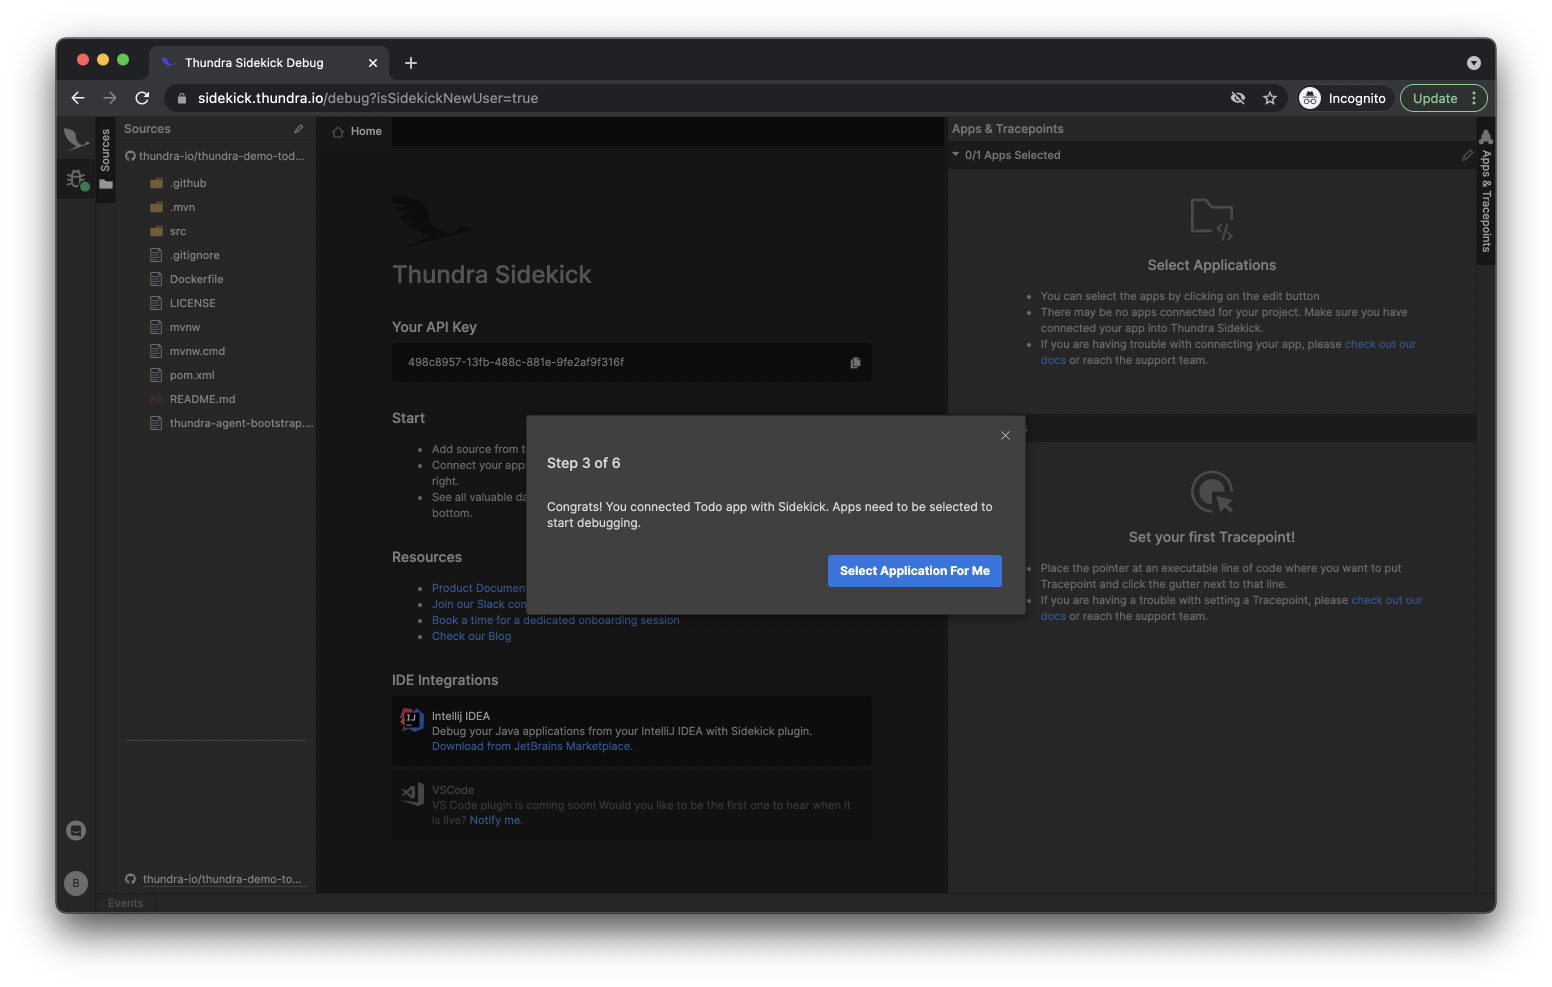 Thundra Sidekick Debug
sidekick.thundra.io/debug?isSidekickNewUser=true
Incognito
Update
Sources
Sources
thundra-io/thundra-demo-tod...
.github
.mvn
src
.gitignore
Dockerfile
LICENSE
mvnw
mvnw.cmd
pom.xml
README.md
thundra-agent-bootstrap....
thundra-io/thundra-demo-to...
B
Events
Home
Thundra Sidekick
Your API Key
498c8957-13fb-488c-881e-9fe2af9f316f
Start
Add source from t
Connect your app
right.
See all valuable da
bottom.
Resources
Product Documen
Join our Slack con
Book a time for a dedicated onboarding session
Check our Blog
IDE Integrations
IJ
Intellij IDEA
Debug your Java applications from your IntelliJ IDEA with Sidekick plugin.
Download from JetBrains Marketplace.
VSCode
VS Code plugin is coming soon! Would you like to be the first one to hear when it
is live? Notify me.
Step 3 of 6
Congrats! You connected Todo app with Sidekick. Apps need to be selected to
start debugging.
Select Application For Me
Apps & Tracepoints
0/1 Apps Selected
Select Applications
You can select the apps by clicking on the edit button
There may be no apps connected for your project. Make sure you have
connected your app into Thundra Sidekick.
If you are having trouble with connecting your app, please check out our
docs or reach the support team.
Set your first Tracepoint!
Place the pointer at an executable line of code where you want to put
Tracepoint and click the gutter next to that line.
If you are having a trouble with setting a Tracepoint, please check out our
docs or reach the support team.
Apps & Tracepoints